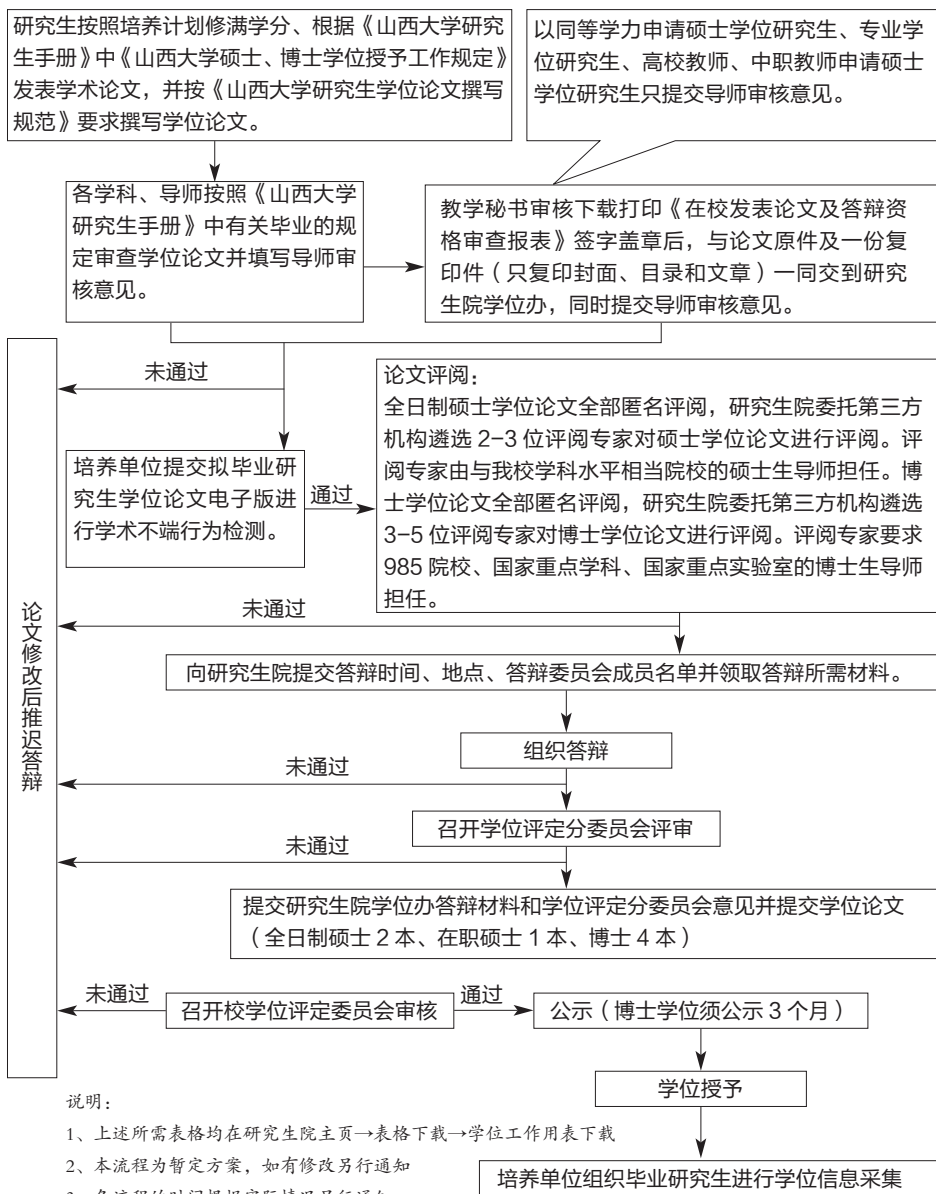 研究生按照培养计划修满学分、根据《山西大学研究
生手册》中《山西大学硕士、博士学位授予工作规定》
发表学术论文，并按《山西大学研究生学位论文撰写
规范》要求撰写学位论文。
以同等学力申请硕士学位研究生、专业学
位研究生、高校教师、中职教师申请硕士
学位研究生只提交导师审核意见。
各学科、导师按照《山西大学
研究生手册》中有关毕业的规
定审查学位论文并填写导师审
核意见。
教学秘书审核下载打印《在校发表论文及答辩资
格审查报表》签字盖章后，与论文原件及一份复
印件（只复印封面、目录和文章）一同交到研究
生院学位办，同时提交导师审核意见。
未通过
培养单位提交拟毕业研
究生学位论文电子版进
行学术不端行为检测。
通过
论文评阅：
全日制硕士学位论文全部匿名评阅，研究生院委托第三方
机构遴选 2-3 位评阅专家对硕士学位论文进行评阅。评
阅专家由与我校学科水平相当院校的硕士生导师担任。博
士学位论文全部匿名评阅，研究生院委托第三方机构遴选
3-5 位评阅专家对博士学位论文进行评阅。评阅专家要求
985 院校、国家重点学科、国家重点实验室的博士生导师
担任。
论文修改后推迟答辩
未通过
向研究生院提交答辩时间、地点、答辩委员会成员名单并领取答辩所需材料。
组织答辩
未通过
召开学位评定分委员会评审
未通过
提交研究生院学位办答辩材料和学位评定分委员会意见并提交学位论文
（全日制硕士 2 本、在职硕士 1 本、博士 4 本）
未通过
召开校学位评定委员会审核
通过
公示（博士学位须公示 3 个月）
学位授予
培养单位组织毕业研究生进行学位信息采集
说明：
1、上述所需表格均在研究生院主页→表格下载→学位工作用表下载
2、本流程为暂定方案，如有修改另行通知